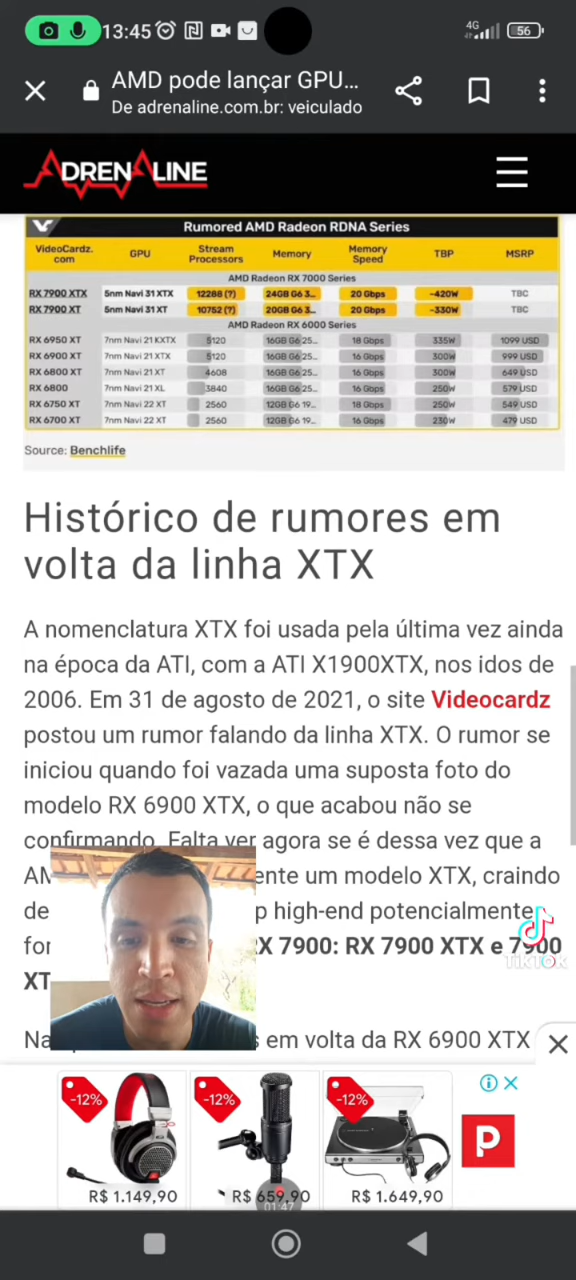 13:45
4G
56
AMD pode lançar GPU...
De adrenaline.com.br: veiculado
ADRENALINE
Rumored AMD Radeon RDNA Series
VideoCardz.com GPU Stream Processors Memory Memory Speed TBP MSRP
AMD Radeon RX 7000 Series
RX 7900 XTX 5nm Navi 31 XTX 12288 (?) 24GB G6 3... 20 Gbps ~420W TBC
RX 7900 XT 5nm Navi 31 XT 10752 (?) 20GB G6 3... 20 Gbps ~330W TBC
AMD Radeon RX 6000 Series
RX 6950 XT 7nm Navi 21 KXTX 5120 16GB G6 25... 18 Gbps 335W 1099 USD
RX 6900 XT 7nm Navi 21 XTX 5120 16GB G6 25... 16 Gbps 300W 999 USD
RX 6800 XT 7nm Navi 21 XT 4608 16GB G6 25... 16 Gbps 300W 649 USD
RX 6800 7nm Navi 21 XL 3840 16GB G6 25... 16 Gbps 250W 579 USD
RX 6750 XT 7nm Navi 22 XT 2560 12GB G6 19... 18 Gbps 250W 549 USD
RX 6700 XT 7nm Navi 22 XT 2560 12GB G6 19... 16 Gbps 230W 479 USD
Source: Benchlife
Histórico de rumores em
volta da linha XTX
A nomenclatura XTX foi usada pela última vez ainda
na época da ATI, com a ATI X1900XTX, nos idos de
2006. Em 31 de agosto de 2021, o site Videocardz
postou um rumor falando da linha XTX. O rumor se
iniciou quando foi vazada uma suposta foto do
modelo RX 6900 XTX, o que acabou não se
confirmando. Falta ver agora se é dessa vez que a
AM ente um modelo XTX, craindo
de p high-end potencialmente
for RX 7900: RX 7900 XTX e 7900
XT
TikTok
Na s em volta da RX 6900 XTX
-12% -12% -12%
R$ 1.149,90 R$ 659,90 R$ 1.649,90
01:47